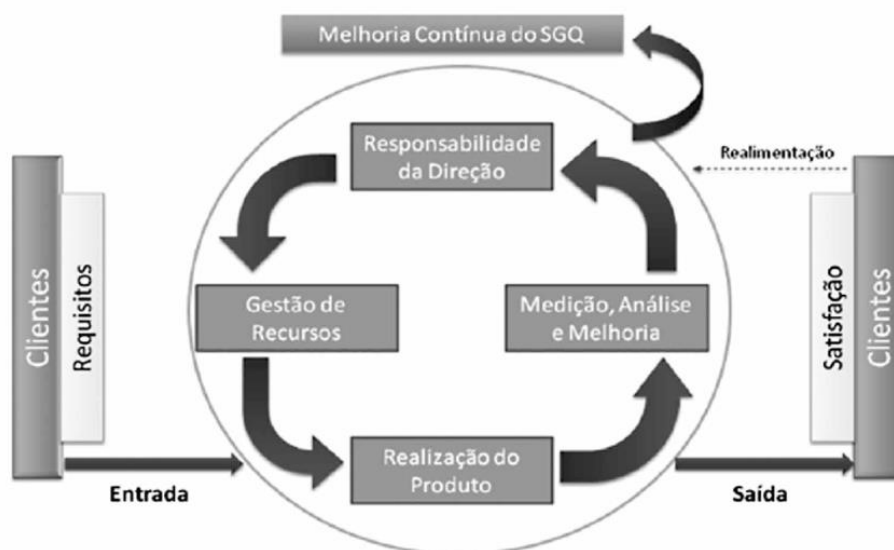 Melhoria Contínua do SGQ
Responsabilidade
da Direção
Realimentação
Clientes
Requisitos
Gestão de
Recursos
Medição, Análise
e Melhoria
Satisfação
Clientes
Realização do
Produto
Entrada
Saída